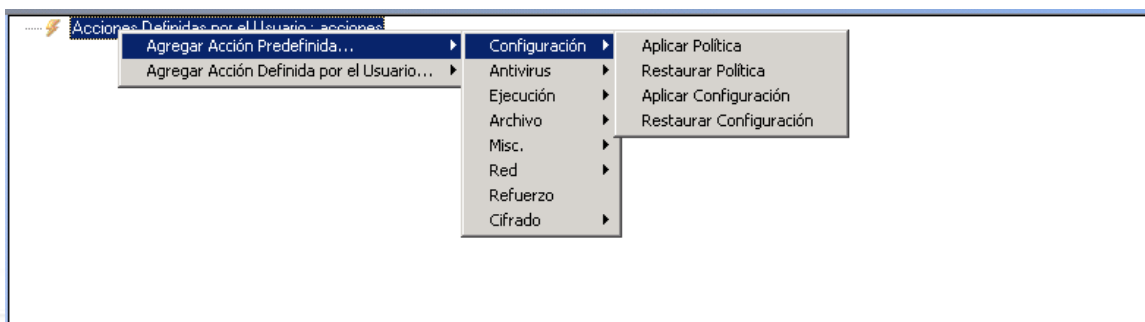 Acciones Definidas por el Usuario : acciones
Agregar Acción Predefinida...
Agregar Acción Definida por el Usuario...
Configuración
Antivirus
Ejecución
Archivo
Misc.
Red
Refuerzo
Cifrado
Aplicar Política
Restaurar Política
Aplicar Configuración
Restaurar Configuración